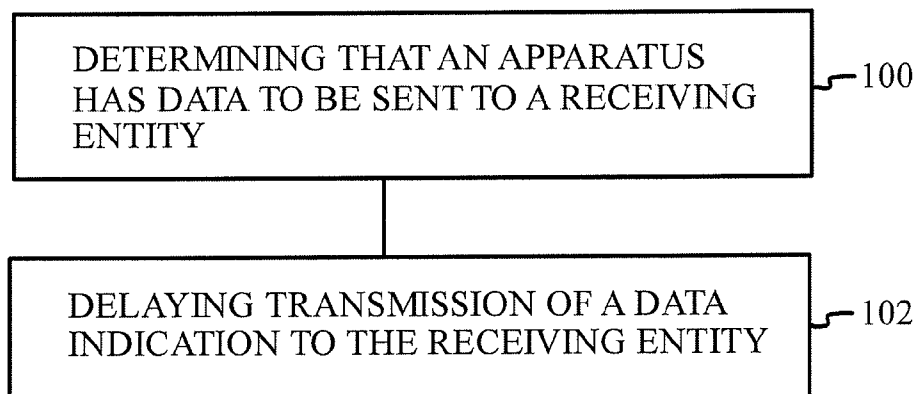 DETERMINING THAT AN APPARATUS
HAS DATA TO BE SENT TO A RECEIVING
ENTITY
100
DELAYING TRANSMISSION OF A DATA
INDICATION TO THE RECEIVING ENTITY
102